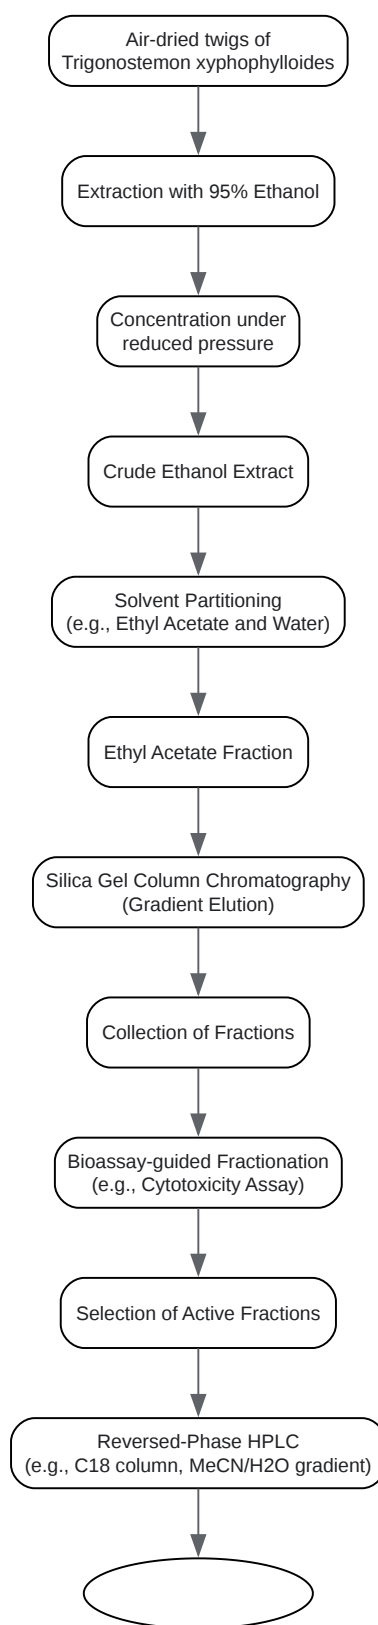 Air-dried twigs of
Trigonostemon xyphophylloides
Extraction with 95% Ethanol
Concentration under
reduced pressure
Crude Ethanol Extract
Solvent Partitioning
(e.g., Ethyl Acetate and Water)
Ethyl Acetate Fraction
Silica Gel Column Chromatography
(Gradient Elution)
Collection of Fractions
Bioassay-guided Fractionation
(e.g., Cytotoxicity Assay)
Selection of Active Fractions
Reversed-Phase HPLC
(e.g., C18 column, MeCN/H2O gradient)